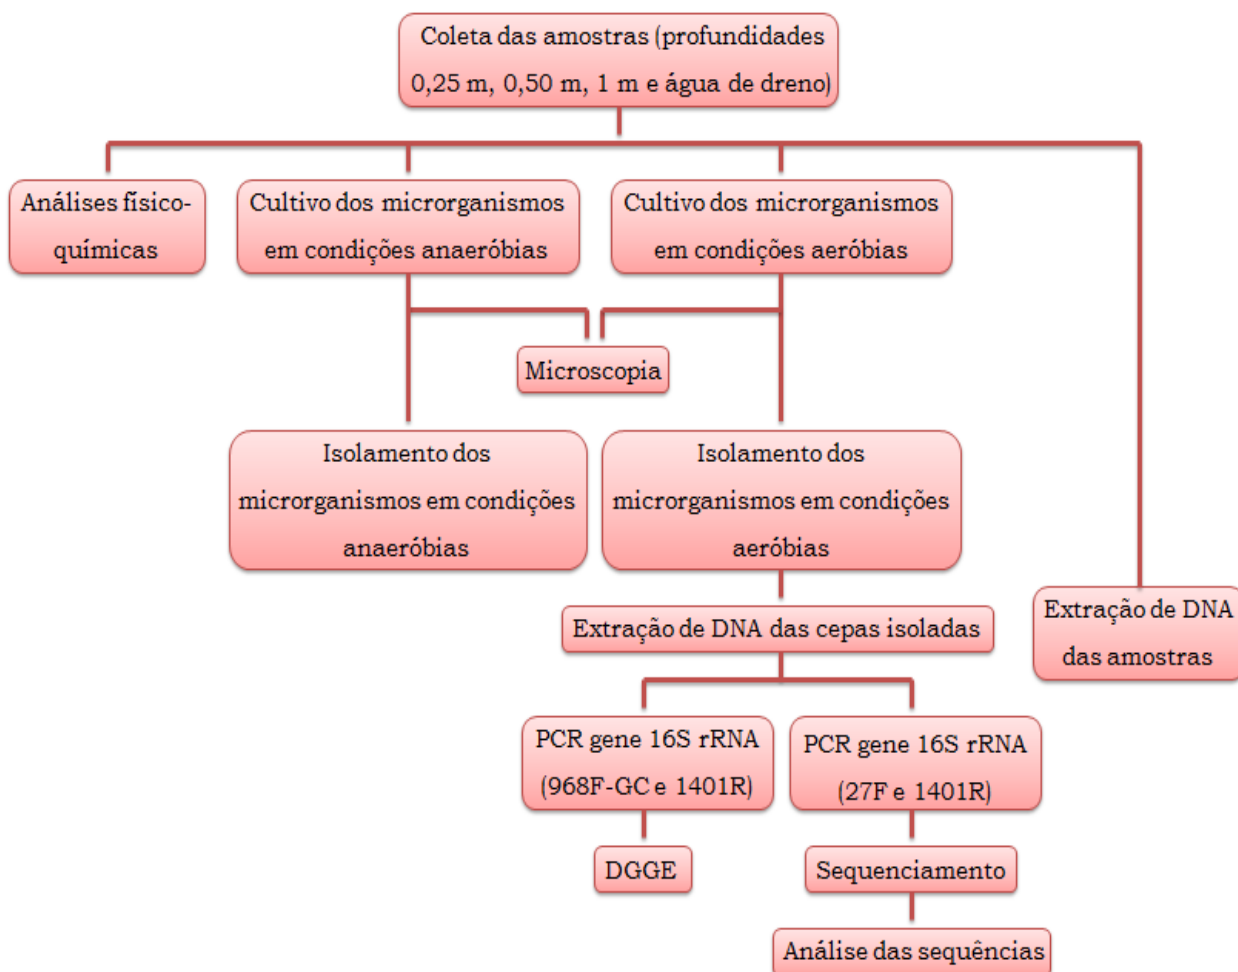 Coleta das amostras (profundidades
0,25 m, 0,50 m, 1 m e água de dreno)
Análises físico-
químicas
Cultivo dos microrganismos
em condições anaeróbias
Cultivo dos microrganismos
em condições aeróbias
Microscopia
Isolamento dos
microrganismos em condições
anaeróbias
Isolamento dos
microrganismos em condições
aeróbias
Extração de DNA das cepas isoladas
Extração de DNA
das amostras
PCR gene 16S rRNA
(968F-GC e 1401R)
PCR gene 16S rRNA
(27F e 1401R)
DGGE
Sequenciamento
Análise das sequências